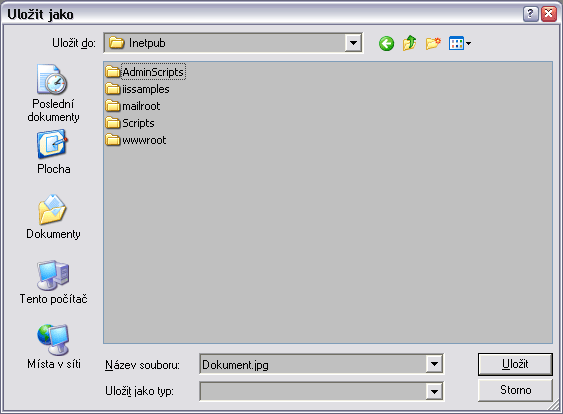 Uložit jako
Uložit do:
Inetpub
Poslední
dokumenty
Plocha
Dokumenty
Tento počítač
Místa v síti
AdminScripts
iissamples
mailroot
Scripts
wwwroot
Název souboru:
Dokument.jpg
Uložit
Uložit jako typ:
Storno